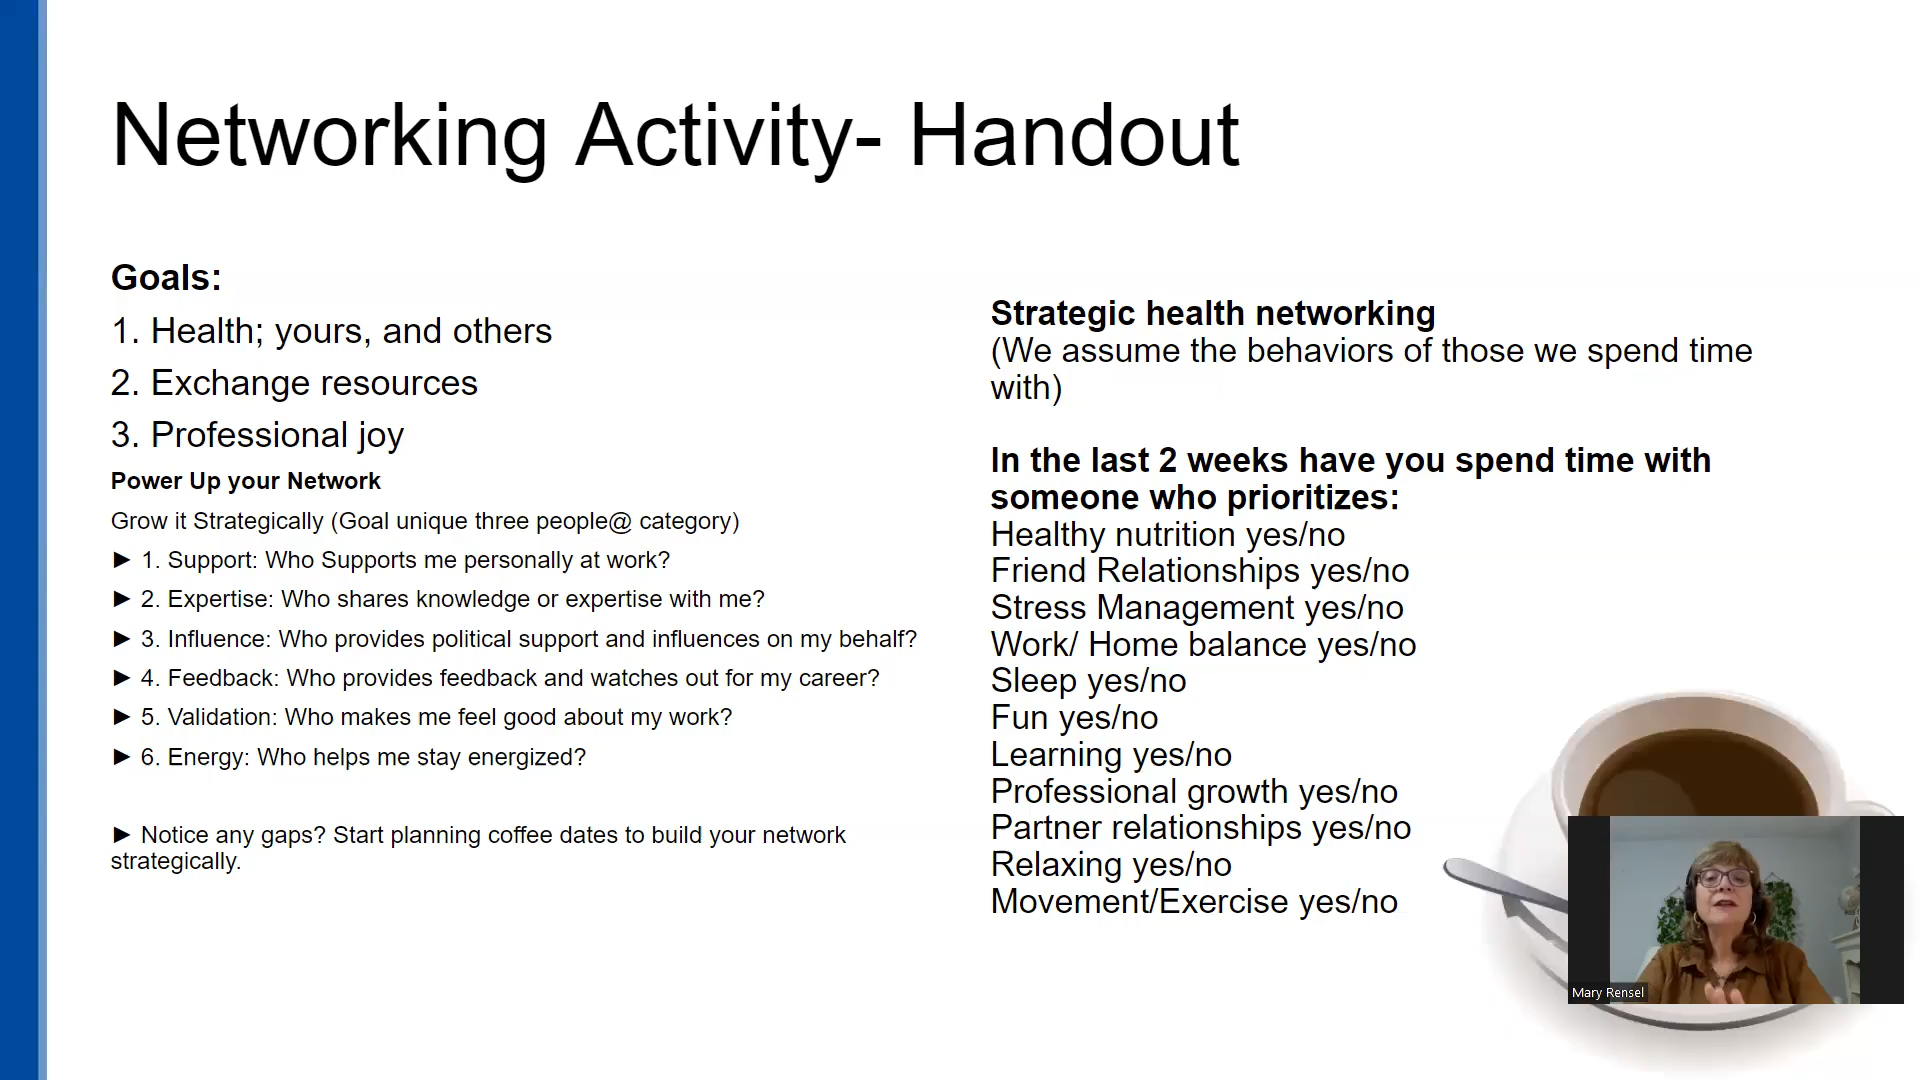 Networking Activity- Handout
Goals:
1. Health; yours, and others
2. Exchange resources
3. Professional joy
Power Up your Network
Grow it Strategically (Goal unique three people@ category)
► 1. Support: Who Supports me personally at work?
► 2. Expertise: Who shares knowledge or expertise with me?
► 3. Influence: Who provides political support and influences on my behalf?
► 4. Feedback: Who provides feedback and watches out for my career?
► 5. Validation: Who makes me feel good about my work?
► 6. Energy: Who helps me stay energized?
► Notice any gaps? Start planning coffee dates to build your network
strategically.
Strategic health networking
(We assume the behaviors of those we spend time
with)
In the last 2 weeks have you spend time with
someone who prioritizes:
Healthy nutrition yes/no
Friend Relationships yes/no
Stress Management yes/no
Work/ Home balance yes/no
Sleep yes/no
Fun yes/no
Learning yes/no
Professional growth yes/no
Partner relationships yes/no
Relaxing yes/no
Movement/Exercise yes/no
Mary Rensel